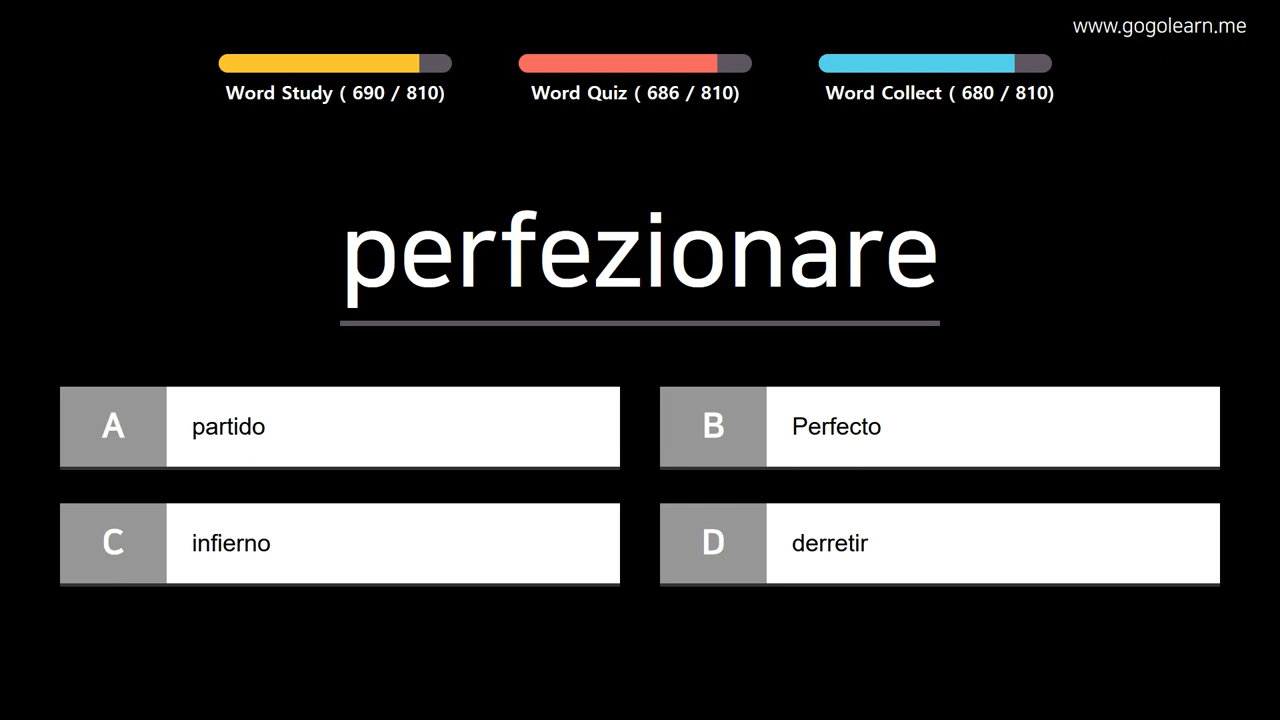 www.gogolearn.me
Word Study ( 690 / 810)
Word Quiz ( 686 / 810)
Word Collect ( 680 / 810)
perfezionare
A partido
B Perfecto
C infierno
D derretir